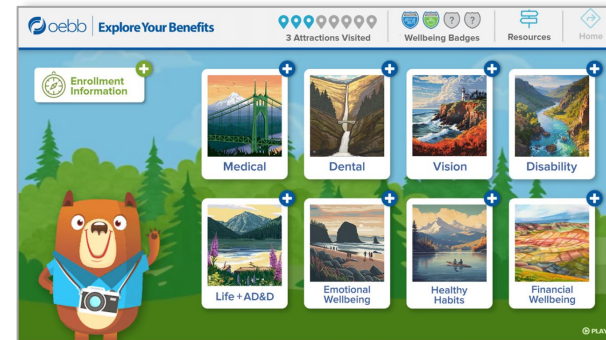 oebb Explore Your Benefits
3 Attractions Visited
Wellbeing Badges
? ?
Resources
Home
Enrollment
Information
Medical
Dental
Vision
Disability
Life + AD&D
Emotional
Wellbeing
Healthy
Habits
Financial
Wellbeing
PLAY